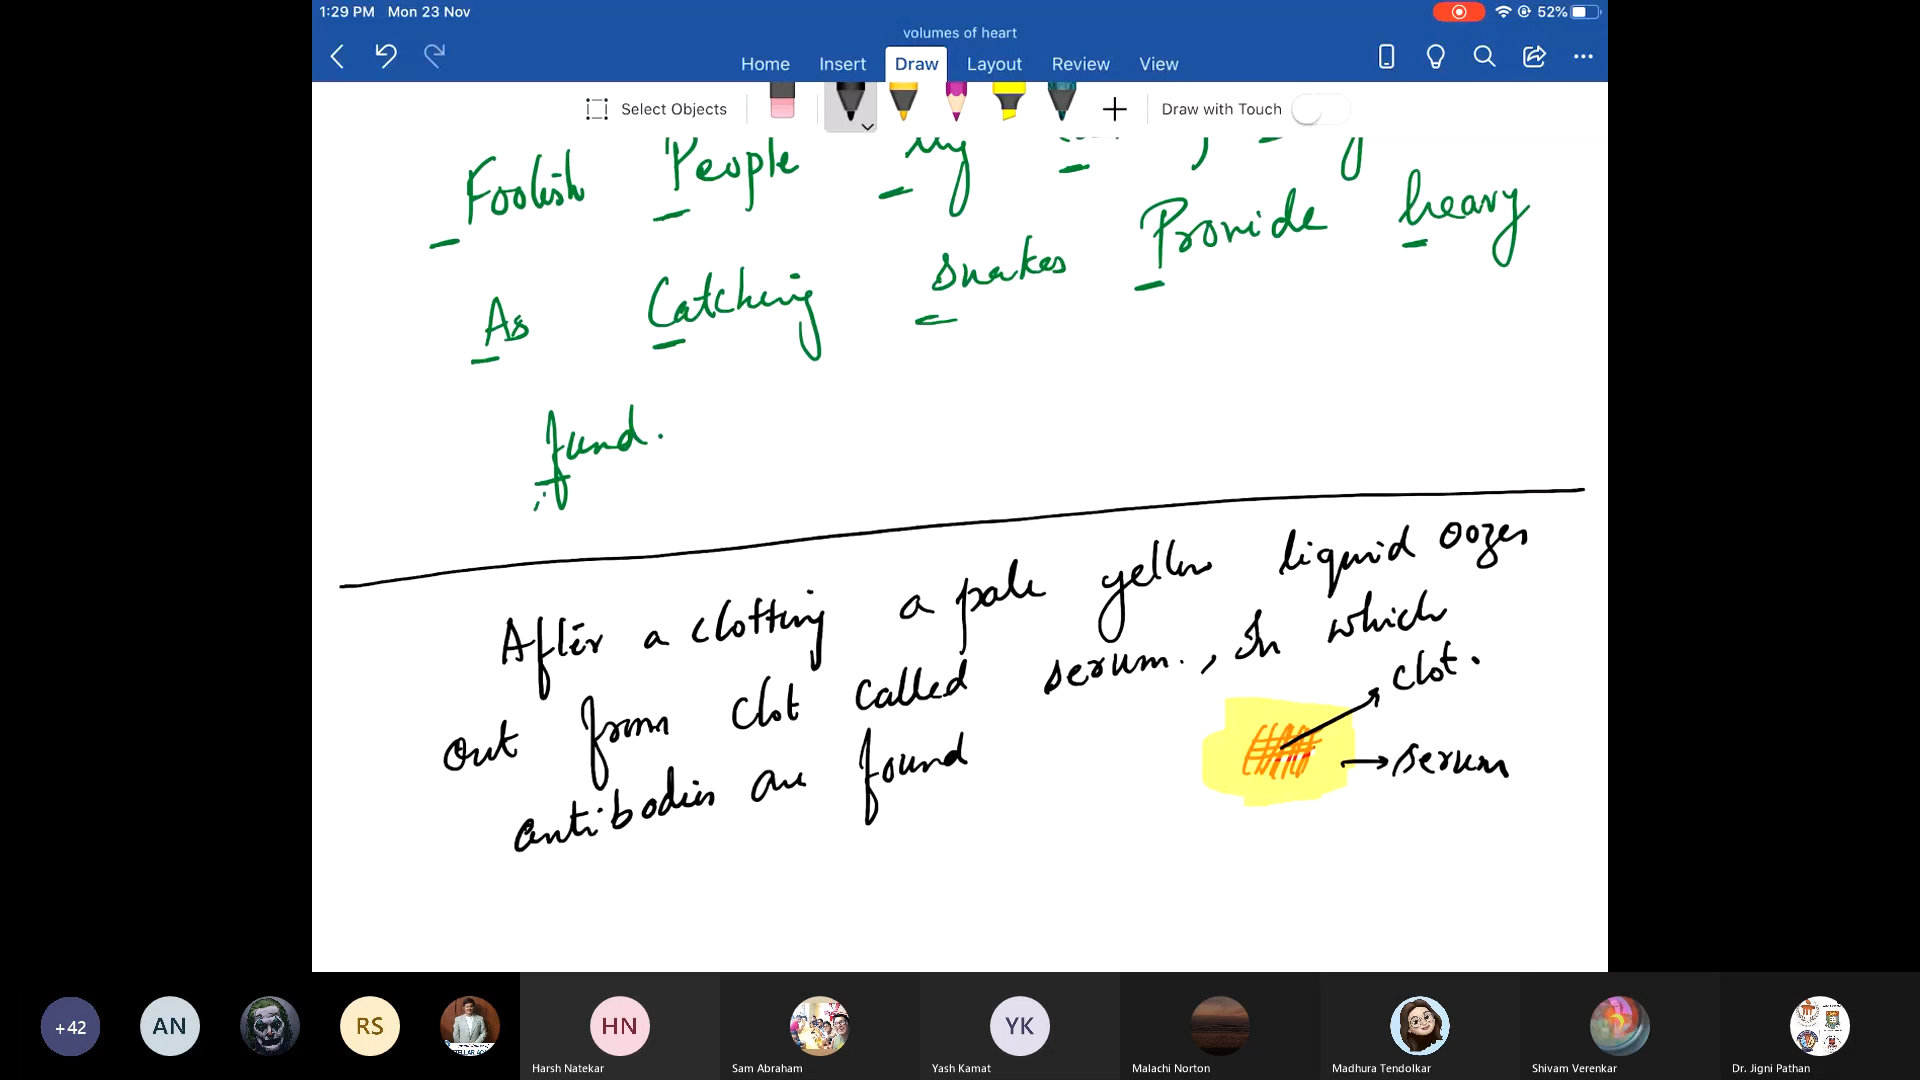 1:29 PM Mon 23 Nov 52%
volumes of heart
Home Insert Draw Layout Review View
Select Objects Draw with Touch
Foolish People my
As Catching snakes Provide heavy
fund.
After a clotting a pale yellow liquid oozes
out from clot called serum., In which
antibodies are found
clot.
serum
+42 AN RS HN YK
Harsh Natekar Sam Abraham Yash Kamat Malachi Norton Madhura Tendolkar Shivam Verenkar Dr. Jigni Pathan